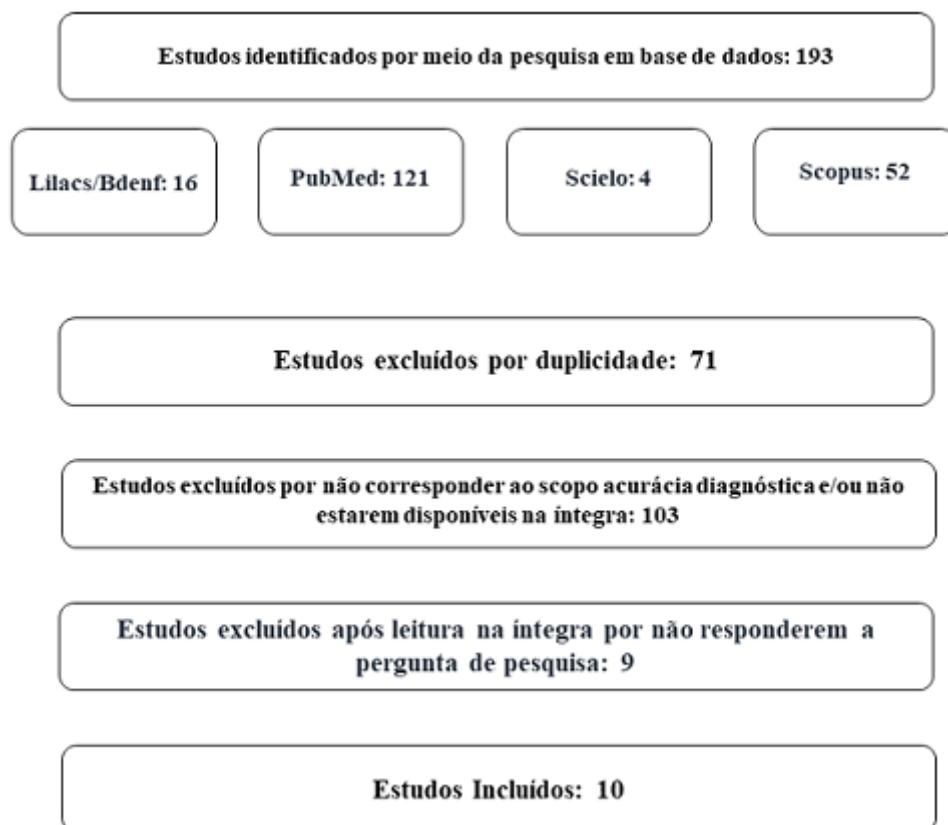 Estudos identificados por meio da pesquisa em base de dados: 193
Lilacs/Bdenf: 16
PubMed: 121
Scielo: 4
Scopus: 52
Estudos excluídos por duplicidade: 71
Estudos excluídos por não corresponder ao scopo acurácia diagnóstica e/ou não
estarem disponíveis na íntegra: 103
Estudos excluídos após leitura na íntegra por não responderem a
pergunta de pesquisa: 9
Estudos Incluídos: 10